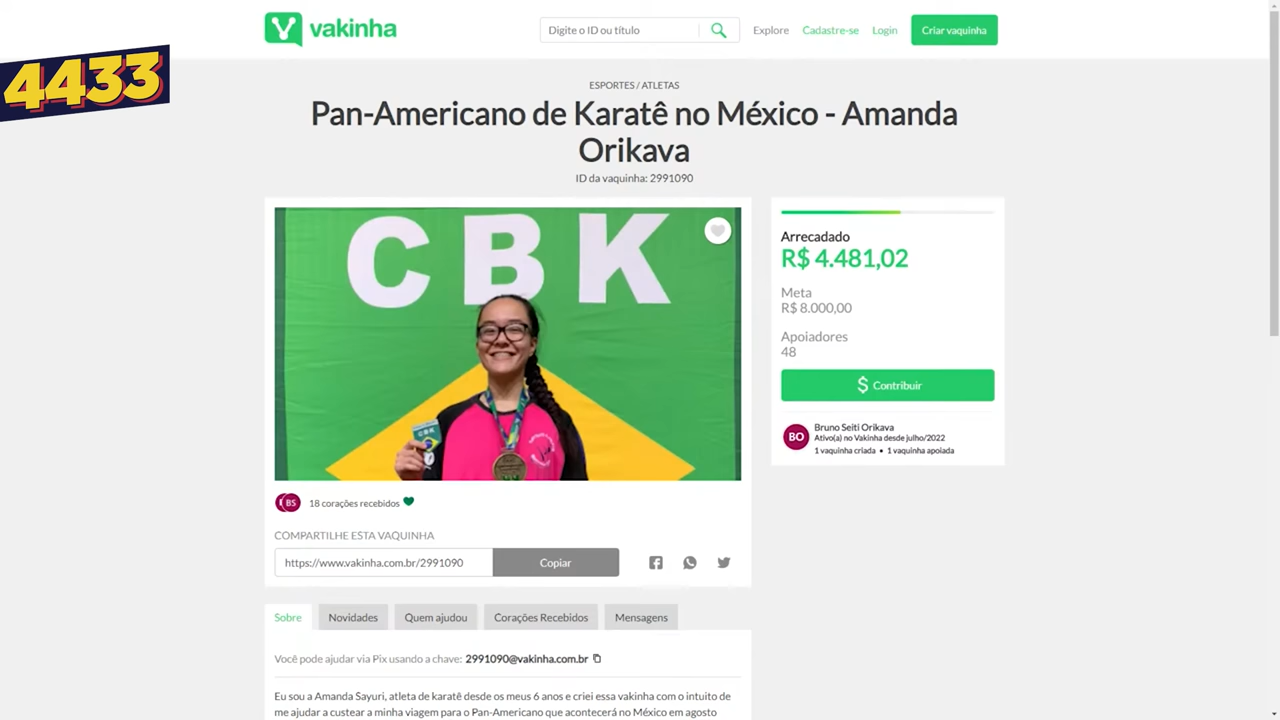 vakinha
Digite o ID ou título
Explore
Cadastre-se
Login
Criar vaquinha
4433
ESPORTES / ATLETAS
Pan-Americano de Karatê no México - Amanda
Orikava
ID da vaquinha: 2991090
CBK
CBK
Arrecadado
R$ 4.481,02
Meta
R$ 8.000,00
Apoiadores
48
$ Contribuir
BO
Bruno Seiti Orikava
Ativo(a) no Vakinha desde julho/2022
1 vaquinha criada • 1 vaquinha apoiada
BS
18 corações recebidos
COMPARTILHE ESTA VAQUINHA
https://www.vakinha.com.br/2991090
Copiar
Sobre
Novidades
Quem ajudou
Corações Recebidos
Mensagens
Você pode ajudar via Pix usando a chave: 2991090@vakinha.com.br
Eu sou a Amanda Sayuri, atleta de karatê desde os meus 6 anos e criei essa vakinha com o intuito de
me ajudar a custear a minha viagem para o Pan-Americano que acontecerá no México em agosto